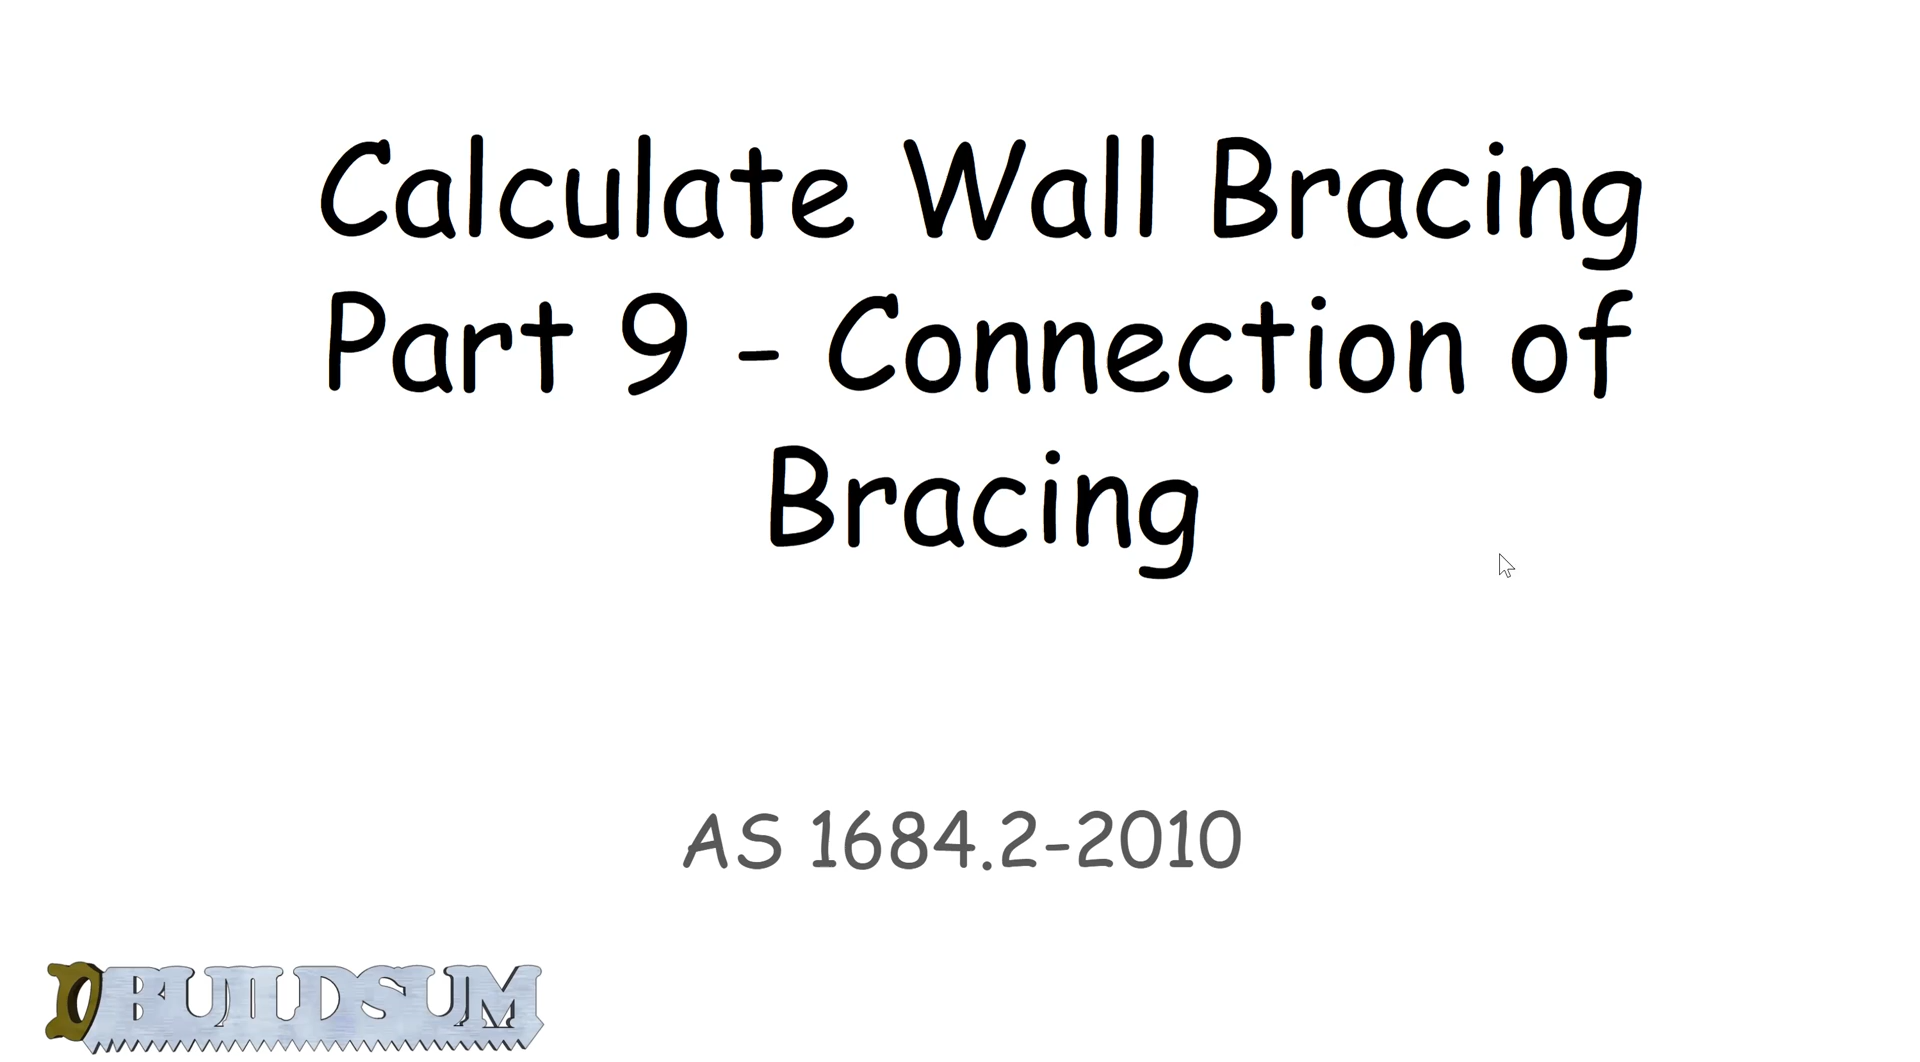 Calculate Wall Bracing
Part 9 - Connection of
Bracing
AS 1684.2-2010
BUILDSUM